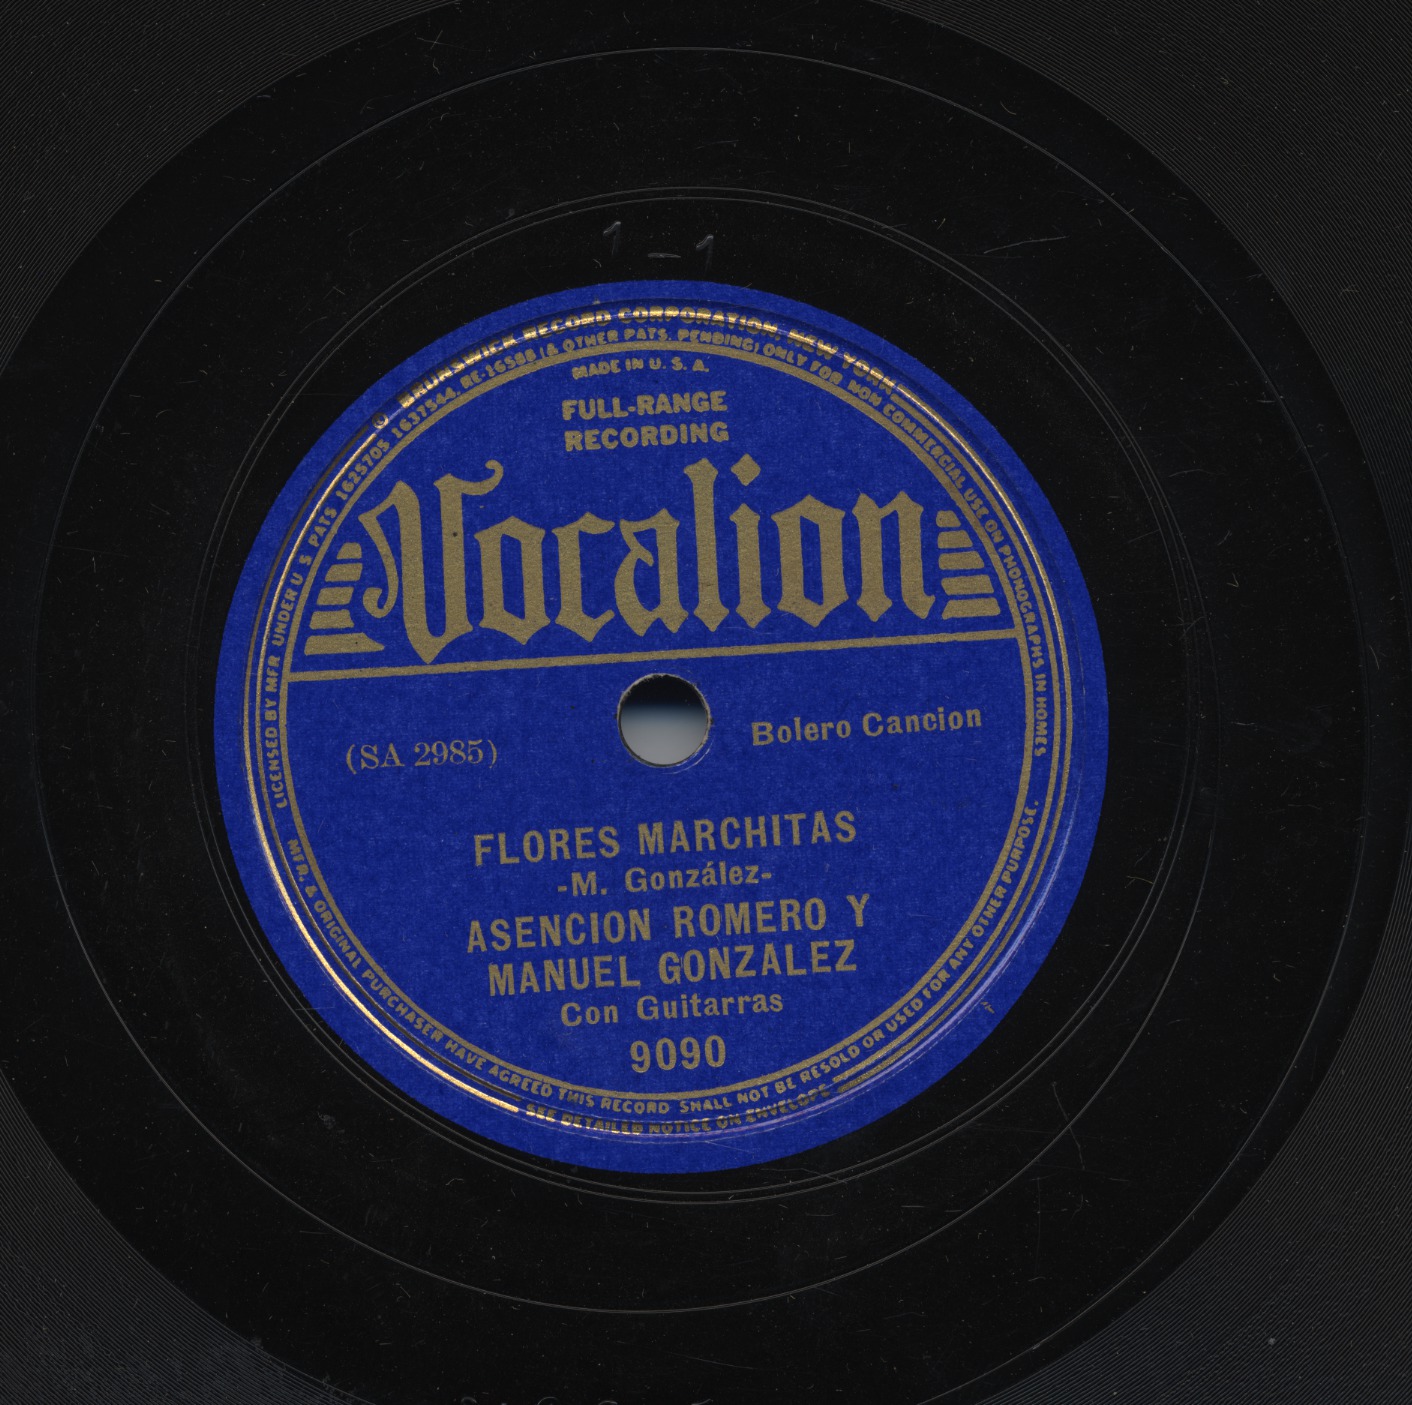 1-1
BRUNSWICK RECORD CORPORATION, NEW YORK
LICENSED BY MFR UNDER U S PATS 1625705 1637544, RE-16588 (& OTHER PATS. PENDING) ONLY FOR NON COMMERCIAL USE ON PHONOGRAPHS IN HOMES
MADE IN U. S. A.
FULL-RANGE
RECORDING
Vocalion
(SA 2985)
Bolero Cancion
FLORES MARCHITAS
-M. González-
ASENCION ROMERO Y
MANUEL GONZALEZ
Con Guitarras
9090
MFR. & ORIGINAL PURCHASER HAVE AGREED THIS RECORD SHALL NOT BE RESOLD OR USED FOR ANY OTHER PURPOSE.
SEE DETAILED NOTICE ON ENVELOPE